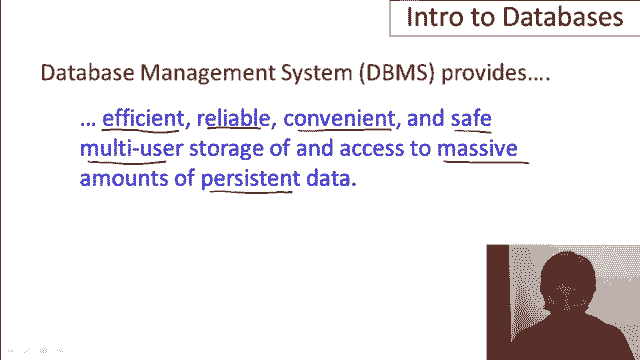 Intro to Databases
Database Management System (DBMS) provides....
... efficient, reliable, convenient, and safe
multi-user storage of and access to massive
amounts of persistent data.